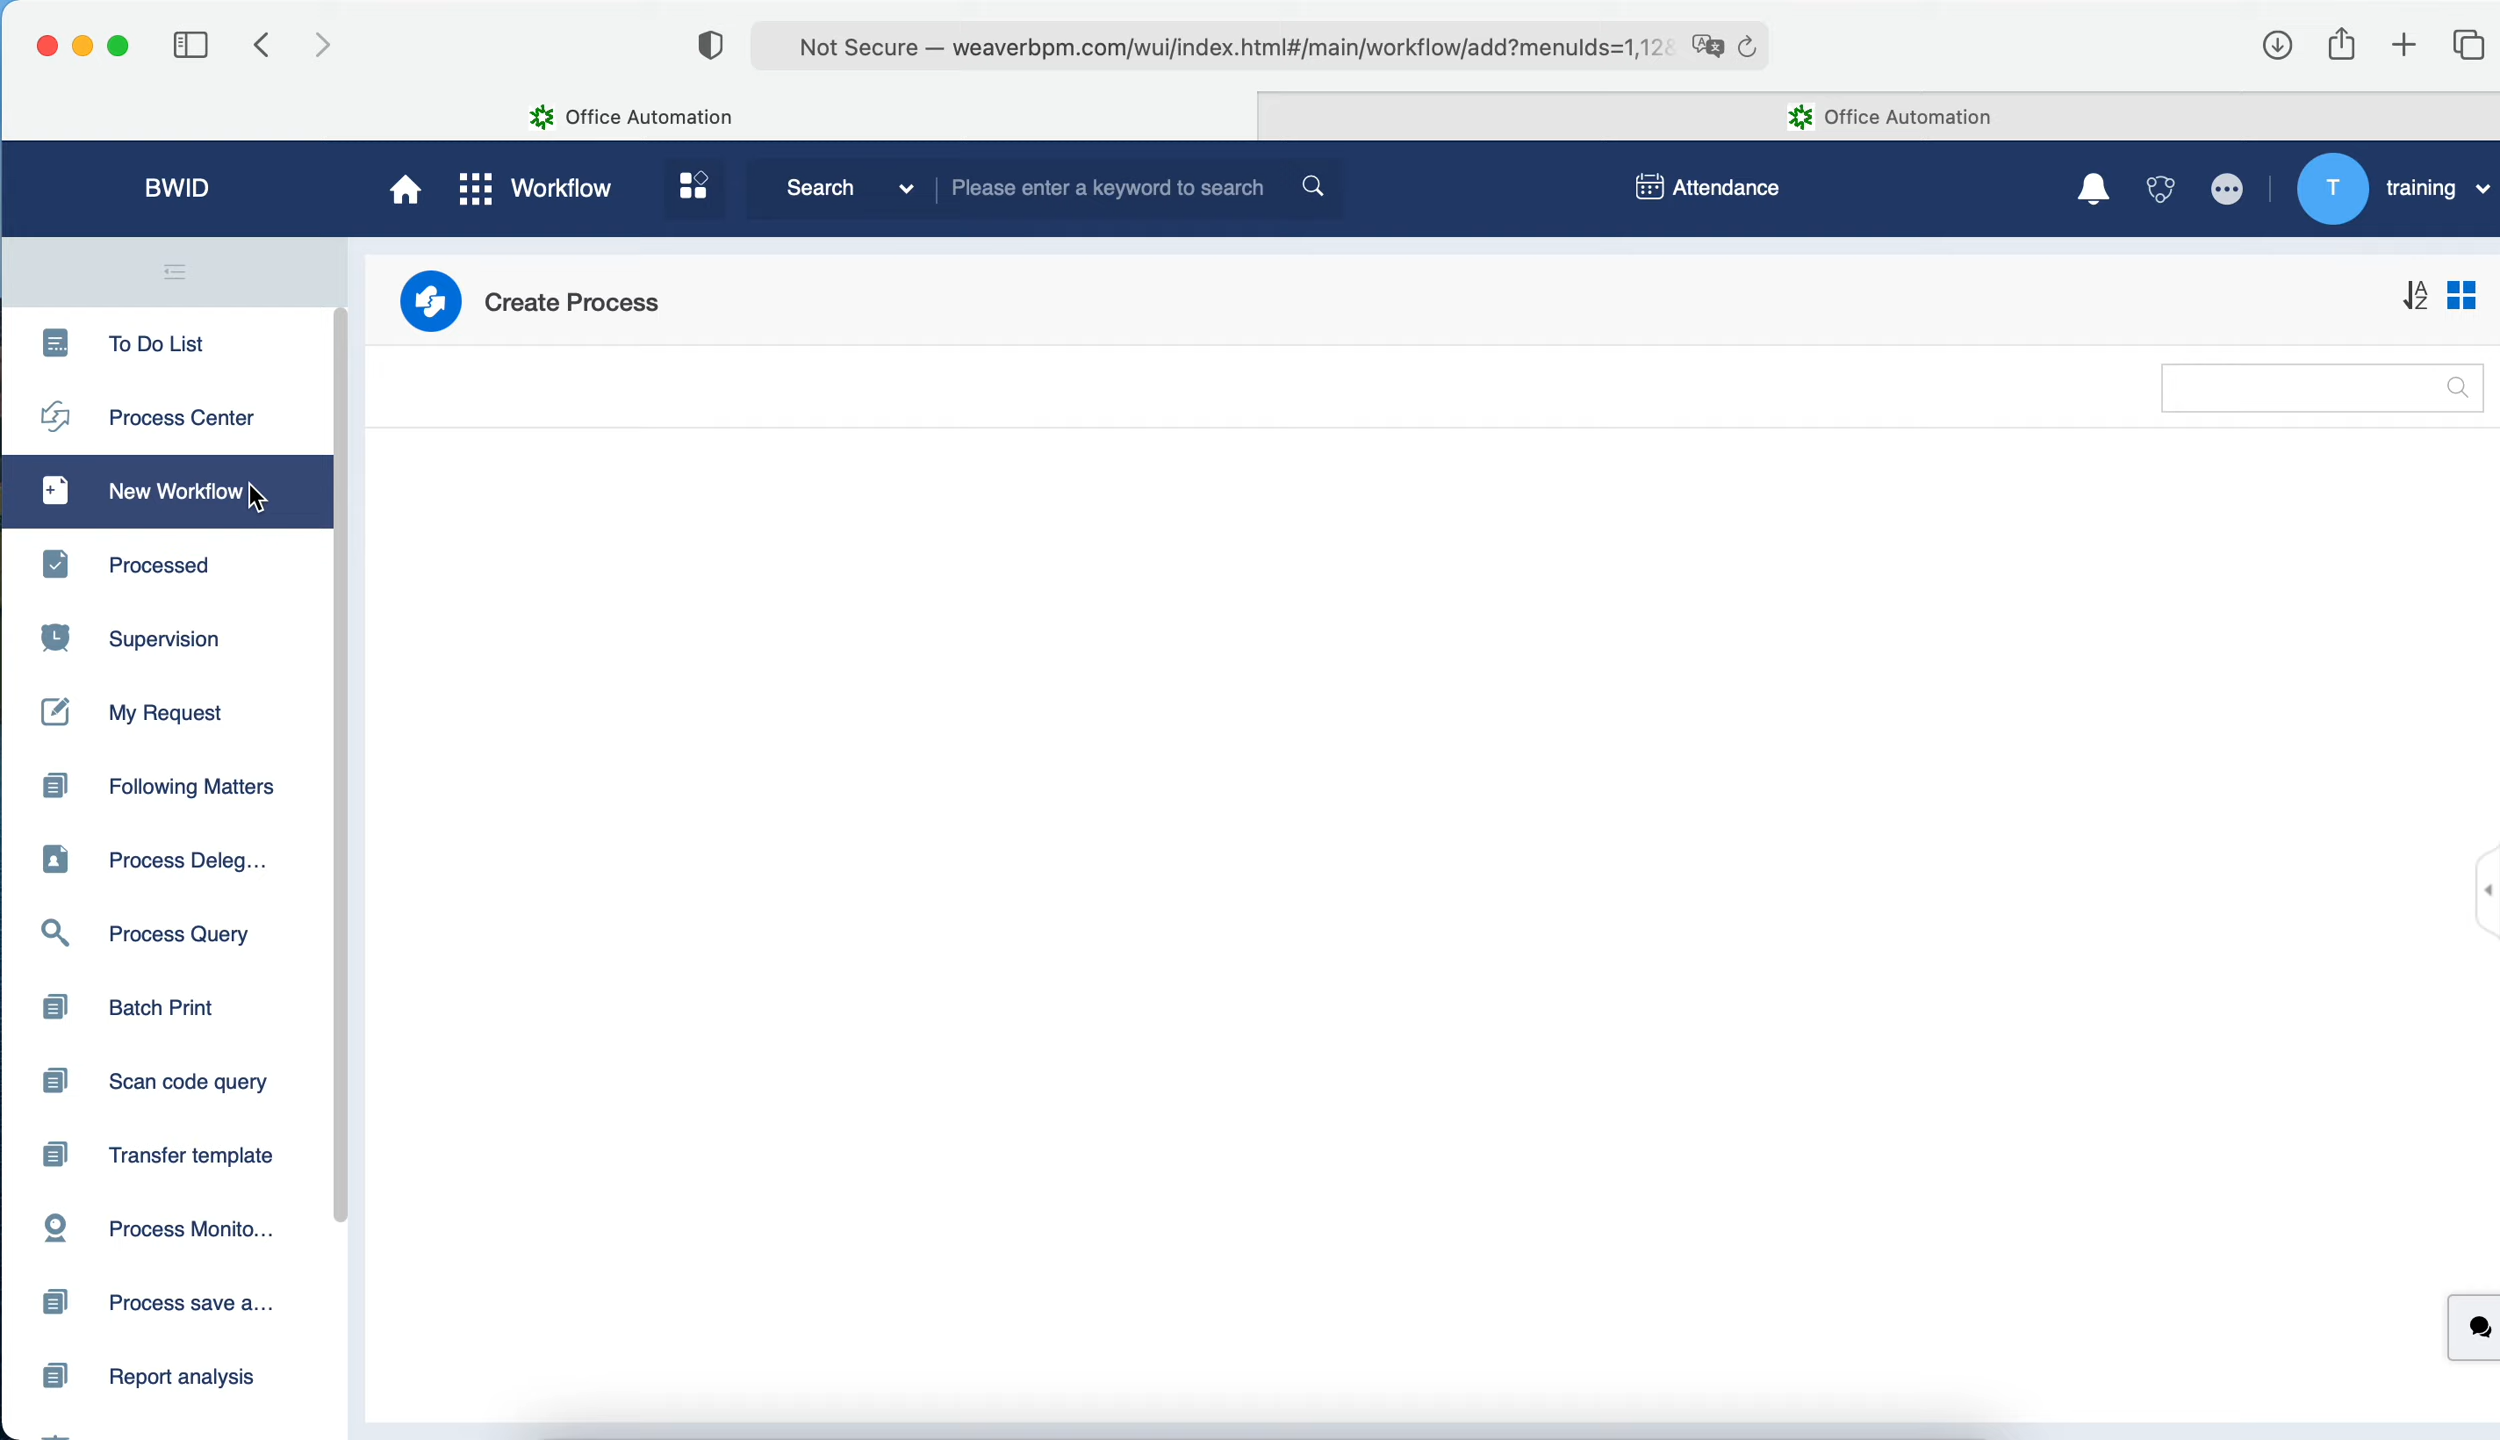 Not Secure — weaverbpm.com/wui/index.html#/main/workflow/add?menuIds=1,128
Office Automation
Office Automation
BWID
Workflow
Search
Please enter a keyword to search
Attendance
T
training
Create Process
To Do List
Process Center
New Workflow
Processed
Supervision
My Request
Following Matters
Process Deleg...
Process Query
Batch Print
Scan code query
Transfer template
Process Monito...
Process save a...
Report analysis